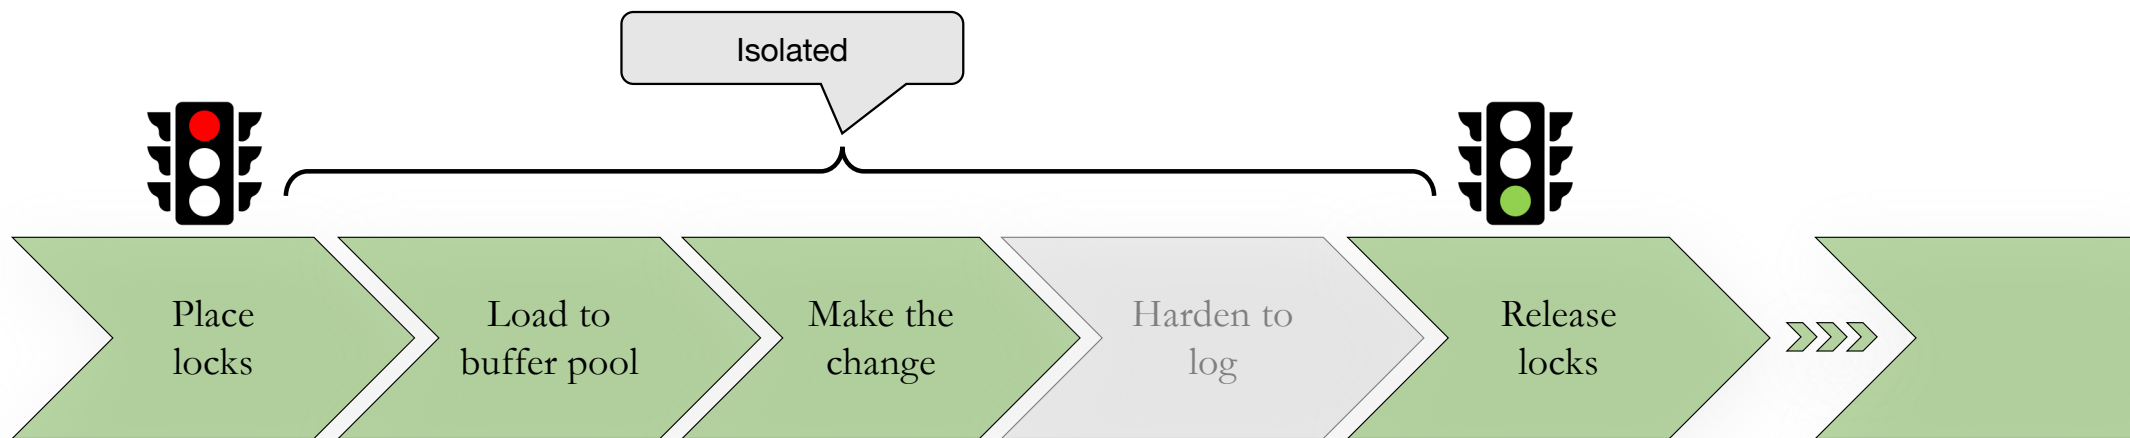 Isolated
Place
locks
Load to
buffer pool
Make the
change
Harden to
log
Release
locks